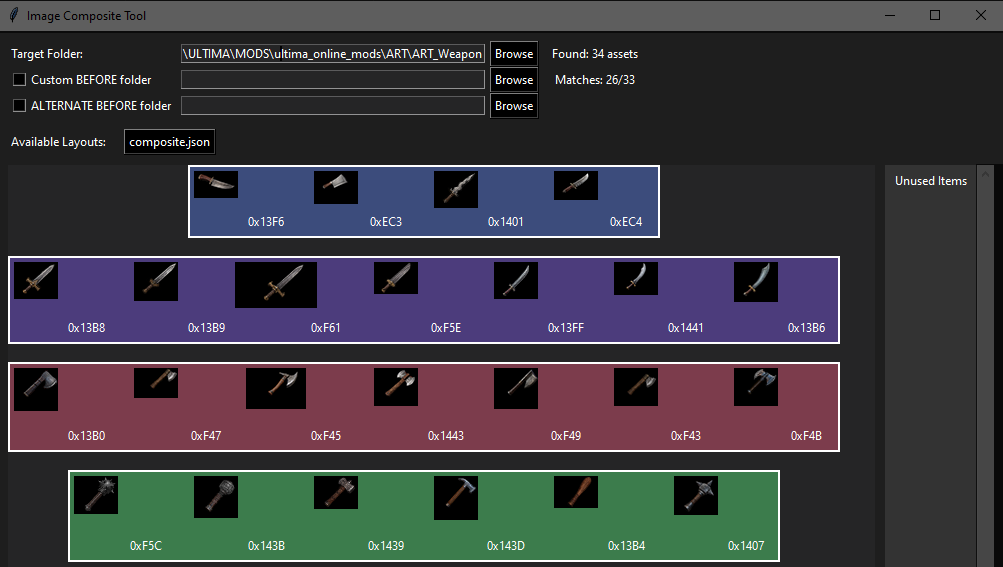 Image Composite Tool
Target Folder: \ULTIMA\MODS\ultima_online_mods\ART\ART_Weapon Browse Found: 34 assets
Custom BEFORE folder Browse Matches: 26/33
ALTERNATE BEFORE folder Browse
Available Layouts: composite.json
Unused Items
0x13F6 0xEC3 0x1401 0xEC4
0x13B8 0x13B9 0xF61 0xF5E 0x13FF 0x1441 0x13B6
0x13B0 0xF47 0xF45 0x1443 0xF49 0xF43 0xF4B
0xF5C 0x143B 0x1439 0x143D 0x13B4 0x1407